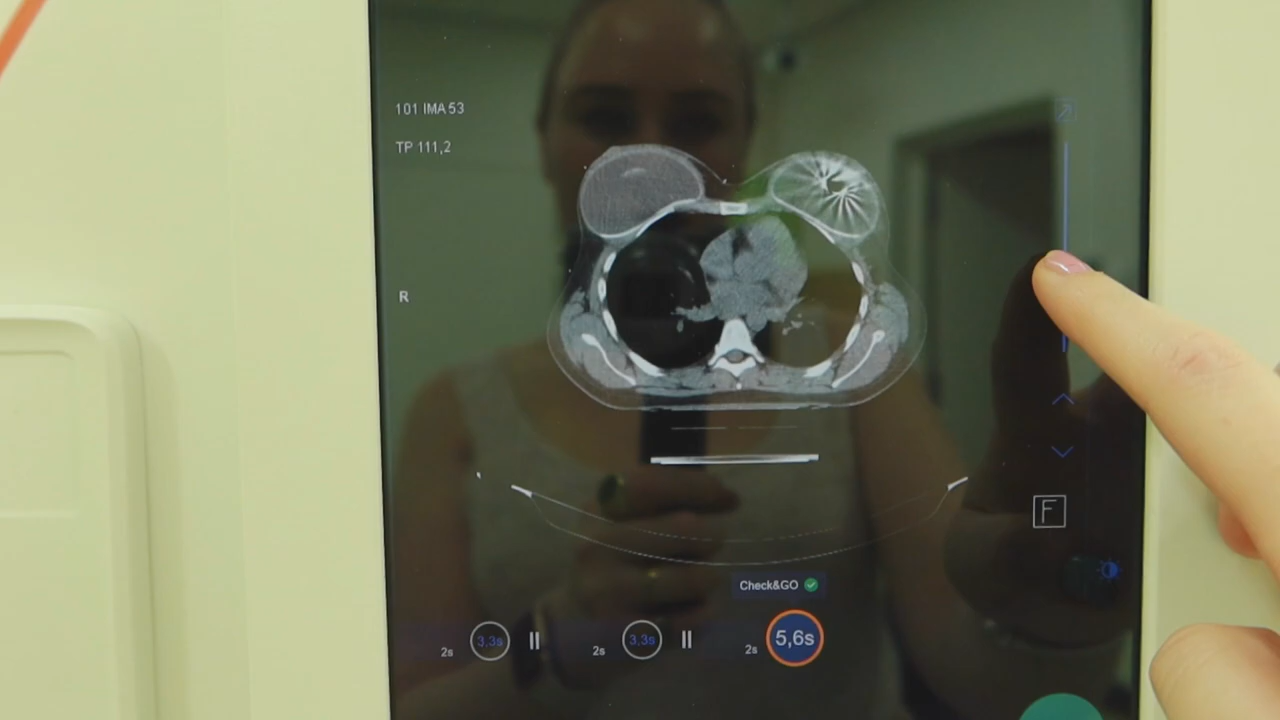 101 IMA 53
TP 111,2
R
F
Check&GO
2s 3,3s 2s 3,3s 2s 5,6s